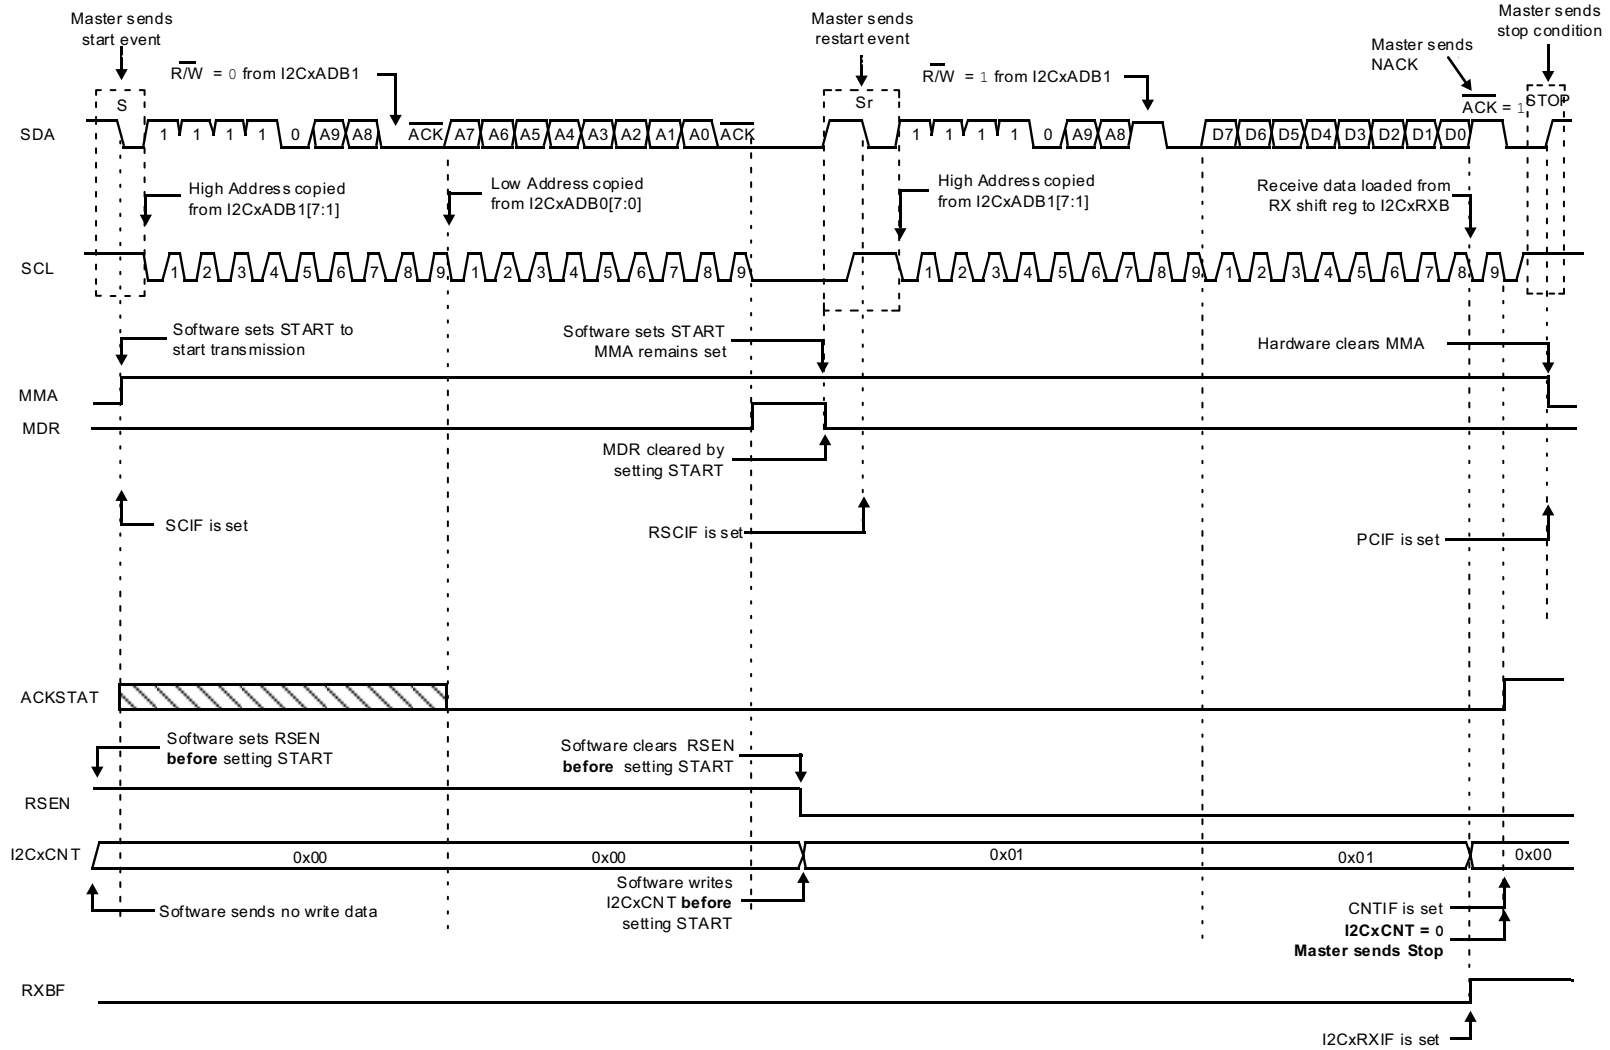 Master sends
start event
Master sends
restart event
Master sends
stop condition
Master sends
NACK
R/W = 0 from I2CxADB1
R/W = 1 from I2CxADB1
ACK = 1
S
Sr
STOP
SDA
1 1 1 1 0 A9 A8 ACK A7 A6 A5 A4 A3 A2 A1 A0 ACK 1 1 1 1 0 A9 A8 D7 D6 D5 D4 D3 D2 D1 D0
High Address copied
from I2CxADB1[7:1]
Low Address copied
from I2CxADB0[7:0]
High Address copied
from I2CxADB1[7:1]
Receive data loaded from
RX shift reg to I2CxRXB
SCL
1 2 3 4 5 6 7 8 9 1 2 3 4 5 6 7 8 9 1 2 3 4 5 6 7 8 9 1 2 3 4 5 6 7 8 9
Software sets START to
start transmission
Software sets START
MMA remains set
Hardware clears MMA
MMA
MDR
MDR cleared by
setting START
SCIF is set
RSCIF is set
PCIF is set
ACKSTAT
Software sets RSEN
before setting START
Software clears RSEN
before setting START
RSEN
I2CxCNT
0x00 0x00 0x01 0x01 0x00
Software sends no write data
Software writes
I2CxCNT before
setting START
CNTIF is set
I2CxCNT = 0
Master sends Stop
RXBF
I2CxRXIF is set